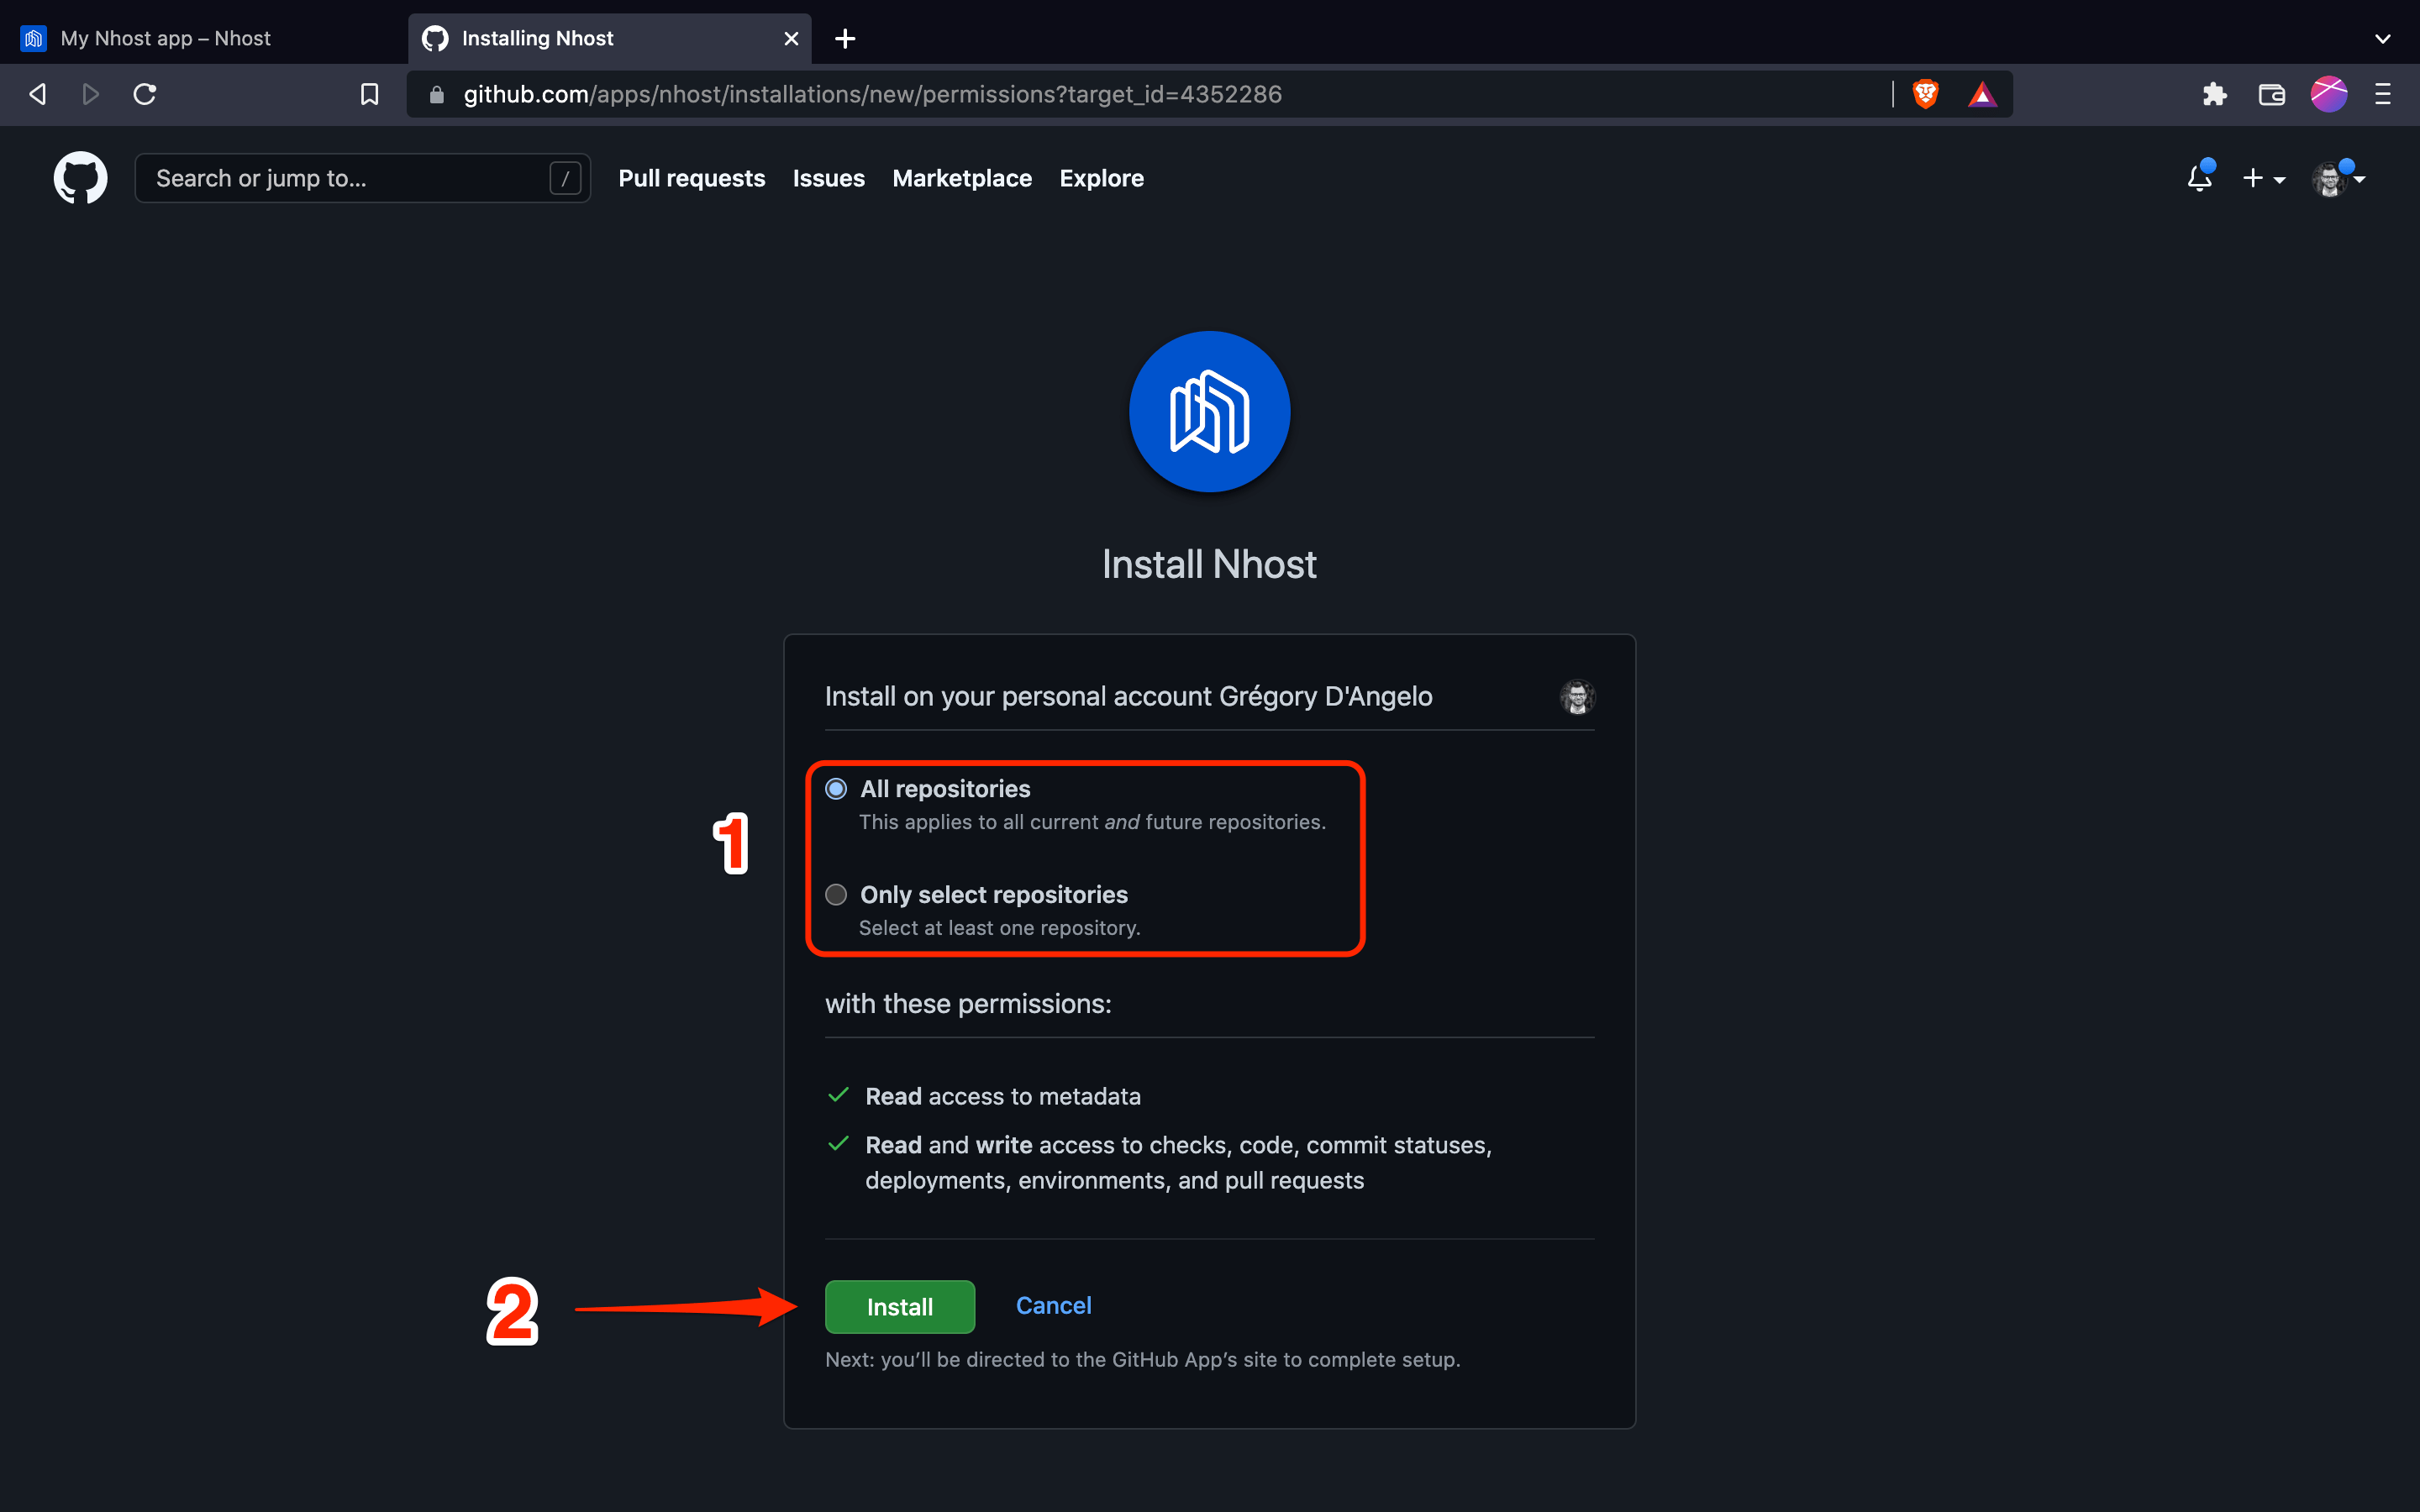 My Nhost app – Nhost
Installing Nhost
github.com/apps/nhost/installations/new/permissions?target_id=4352286
Search or jump to...
/
Pull requests
Issues
Marketplace
Explore
Install Nhost
Install on your personal account Grégory D'Angelo
1
All repositories
This applies to all current and future repositories.
Only select repositories
Select at least one repository.
with these permissions:
Read access to metadata
Read and write access to checks, code, commit statuses,
deployments, environments, and pull requests
2
Install
Cancel
Next: you’ll be directed to the GitHub App’s site to complete setup.